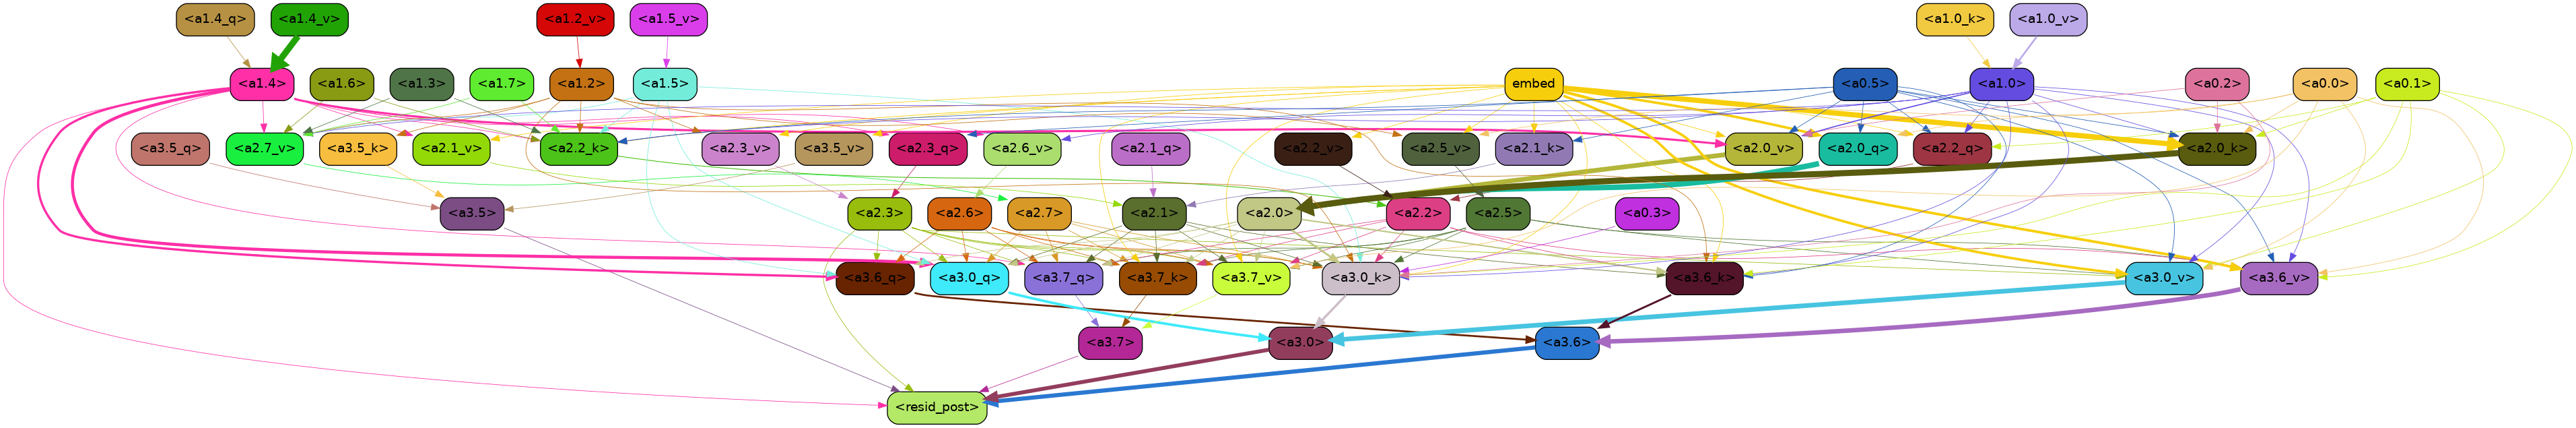 <a1.4_q> <a1.4_v> <a1.2_v> <a1.5_v> <a1.0_k> <a1.0_v>
<a1.4> <a1.6> <a1.3> <a1.7> <a1.2> <a1.5> embed <a0.5> <a1.0> <a0.2> <a0.0> <a0.1>
<a3.5_q> <a2.7_v> <a3.5_k> <a2.1_v> <a2.2_k> <a2.3_v> <a3.5_v> <a2.3_q> <a2.6_v> <a2.1_q> <a2.2_v> <a2.5_v> <a2.1_k> <a2.0_v> <a2.0_q> <a2.2_q> <a2.0_k>
<a3.5> <a2.3> <a2.6> <a2.7> <a2.1> <a2.0> <a2.2> <a2.5> <a0.3>
<a3.6_q> <a3.0_q> <a3.7_q> <a3.7_k> <a3.7_v> <a3.0_k> <a3.6_k> <a3.0_v> <a3.6_v>
<a3.7> <a3.0> <a3.6>
<resid_post>